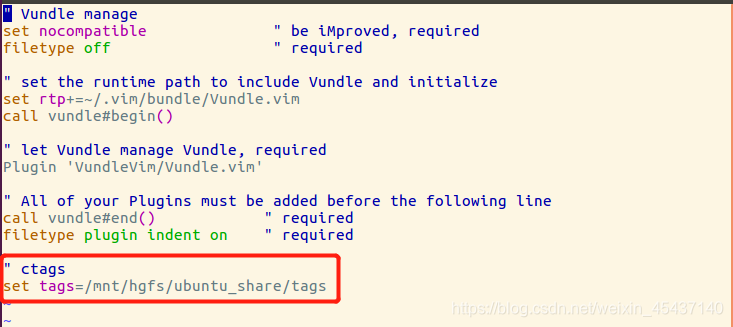 " Vundle manage
set nocompatible " be iMproved, required
filetype off " required
" set the runtime path to include Vundle and initialize
set rtp+=~/.vim/bundle/Vundle.vim
call vundle#begin()
" let Vundle manage Vundle, required
Plugin 'VundleVim/Vundle.vim'
" All of your Plugins must be added before the following line
call vundle#end() " required
filetype plugin indent on " required
" ctags
set tags=/mnt/hgfs/ubuntu_share/tags
~
~
https://blog.csdn.net/weixin_45437140